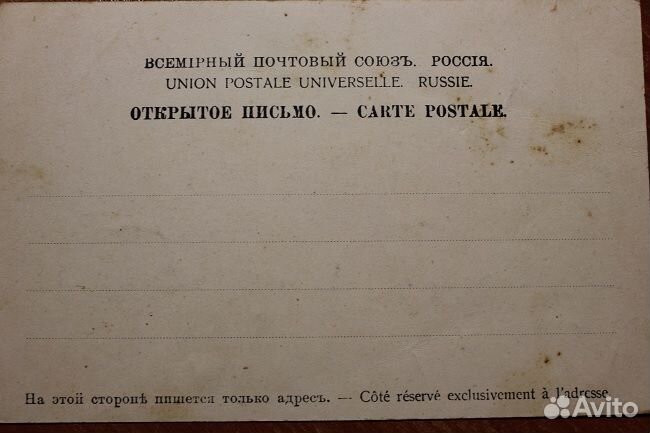 ВСЕМІРНЫЙ ПОЧТОВЫЙ СОЮЗЪ. РОССІЯ.
UNION POSTALE UNIVERSELLE. RUSSIE.
ОТКРЫТОЕ ПИСЬМО. — CARTE POSTALE.
На этой сторонѣ пишется только адресъ. — Côté réservé exclusivement à l'adresse.
Avito